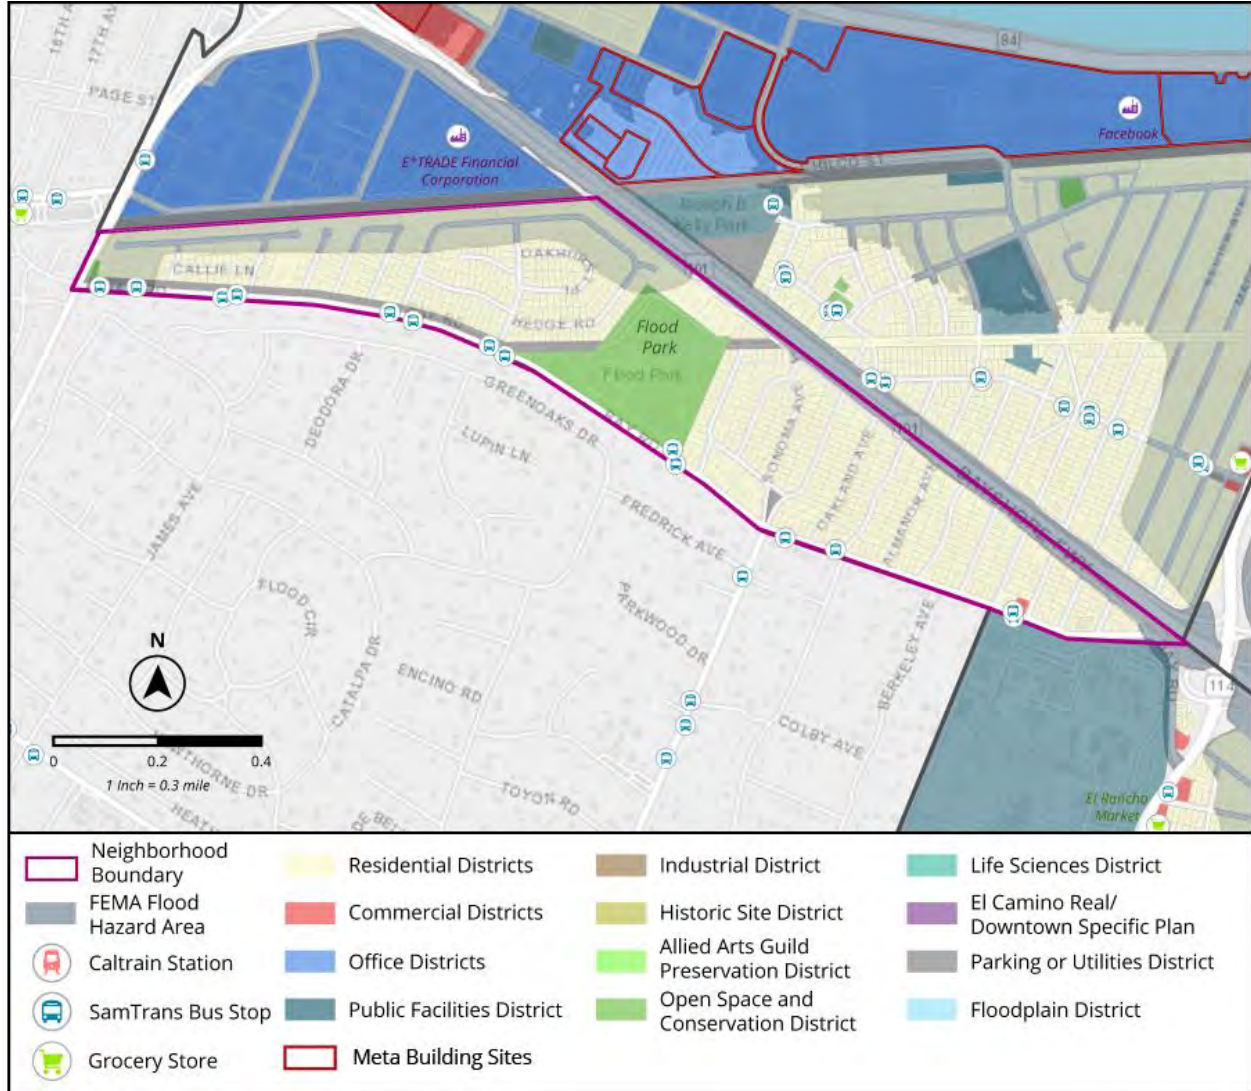 16TH A
17TH AV
PAGE ST
84
Facebook
E*TRADE Financial
Corporation
Joseph B
Kelly Park
101
CALLIE LN
HEDGE RD
Flood
Park
Flood Park
DEODORA DR
GREENOAKS DR
BAY RD
LUPIN LN
SONOMA AVE
OAKLAND AVE
ALMANOR AVE
101
BAYSHORE FWY
JAMES AVE
FREDRICK AVE
FLOOD CIR
PARKWOOD DR
CATALPA DR
ENCINO RD
BERKELEY AVE
COLBY AVE
114
N
0 0.2 0.4
1 Inch = 0.3 mile
WTHORNE DR
HEAT
TOYON RD
El Rancho
Market
Neighborhood
Boundary
Residential Districts
Industrial District
Life Sciences District
FEMA Flood
Hazard Area
Commercial Districts
Historic Site District
El Camino Real/
Downtown Specific Plan
Caltrain Station
Office Districts
Allied Arts Guild
Preservation District
Parking or Utilities District
SamTrans Bus Stop
Public Facilities District
Open Space and
Conservation District
Floodplain District
Grocery Store
Meta Building Sites